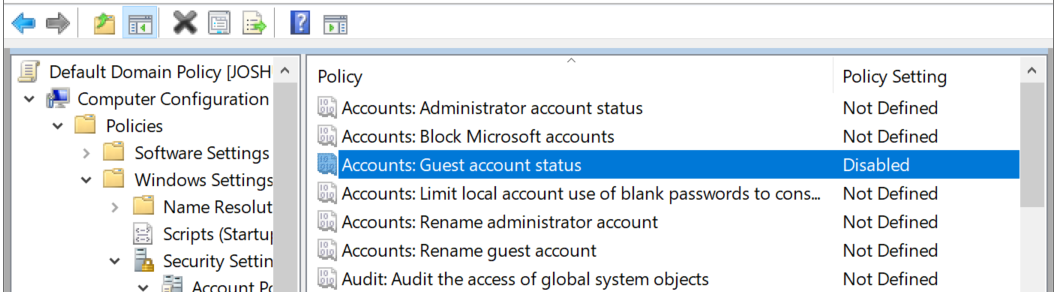 Default Domain Policy [JOSH
Computer Configuration
Policies
Software Settings
Windows Settings
Name Resolut
Scripts (Startu
Security Settin
Account Po
Policy Policy Setting
Accounts: Administrator account status Not Defined
Accounts: Block Microsoft accounts Not Defined
Accounts: Guest account status Disabled
Accounts: Limit local account use of blank passwords to cons... Not Defined
Accounts: Rename administrator account Not Defined
Accounts: Rename guest account Not Defined
Audit: Audit the access of global system objects Not Defined